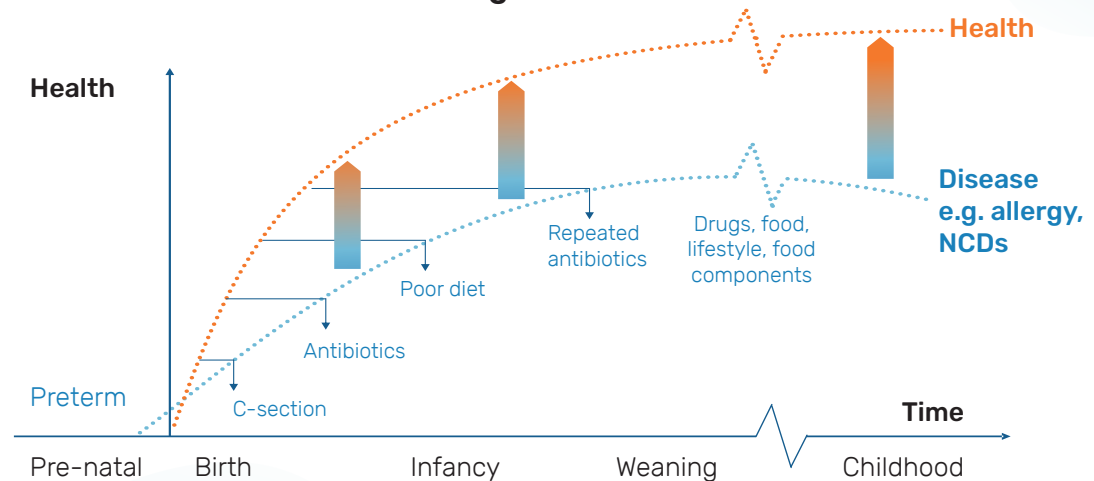 Health
Health
Disease
e.g. allergy,
NCDs
Repeated
antibiotics
Drugs, food,
lifestyle, food
components
Poor diet
Antibiotics
Preterm
C-section
Time
Pre-natal
Birth
Infancy
Weaning
Childhood